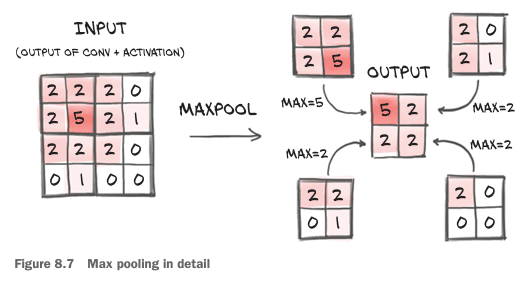 INPUT
(OUTPUT OF CONV + ACTIVATION)
2 2 2 0
2 5 2 1
2 2 2 0
0 1 0 0
MAXPOOL
2 2
2 5
MAX=5
2 0
2 1
MAX=2
OUTPUT
5 2
2 2
MAX=2
2 2
0 1
MAX=2
2 0
0 0
Figure 8.7 Max pooling in detail